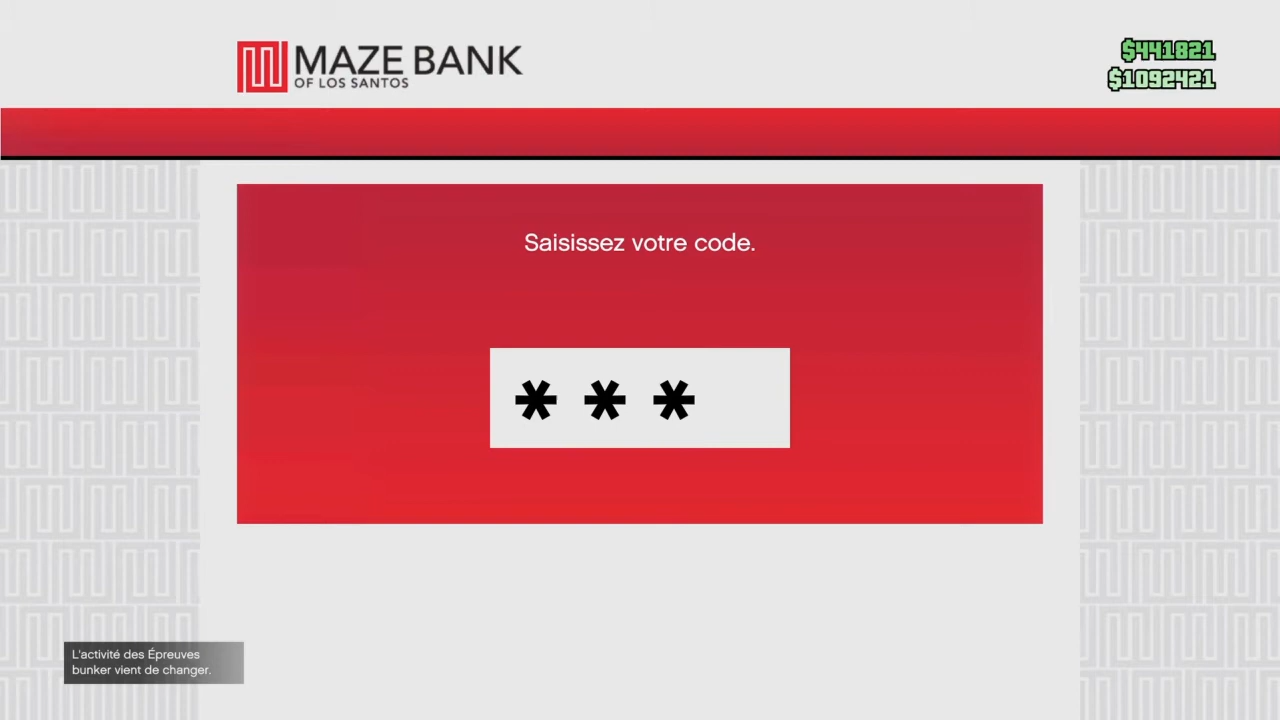 MAZE BANK
OF LOS SANTOS
$441821
$1092421
Saisissez votre code.
* * *
L'activité des Épreuves
bunker vient de changer.